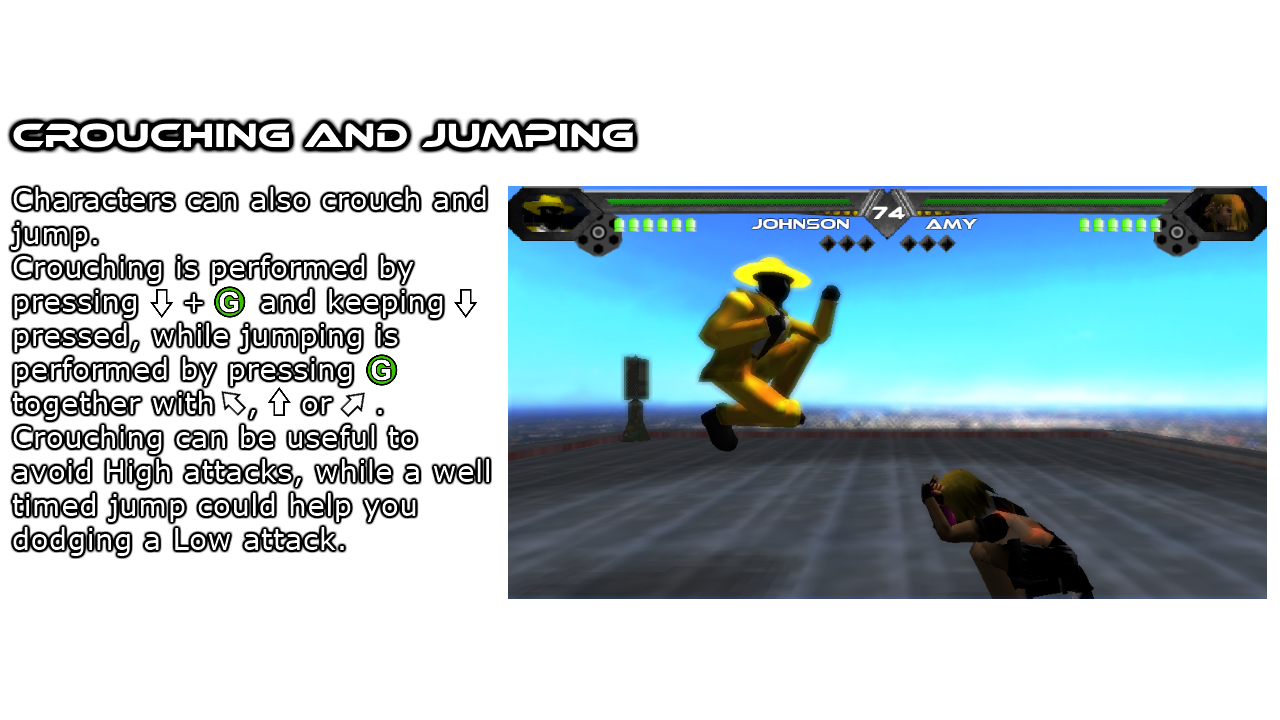 CROUCHING AND JUMPING
Characters can also crouch and
jump.
Crouching is performed by
pressing ⇩ + G and keeping ⇩
pressed, while jumping is
performed by pressing G
together with ⬁, ⇧ or ⬀ .
Crouching can be useful to
avoid High attacks, while a well
timed jump could help you
dodging a Low attack.
74
JOHNSON AMY